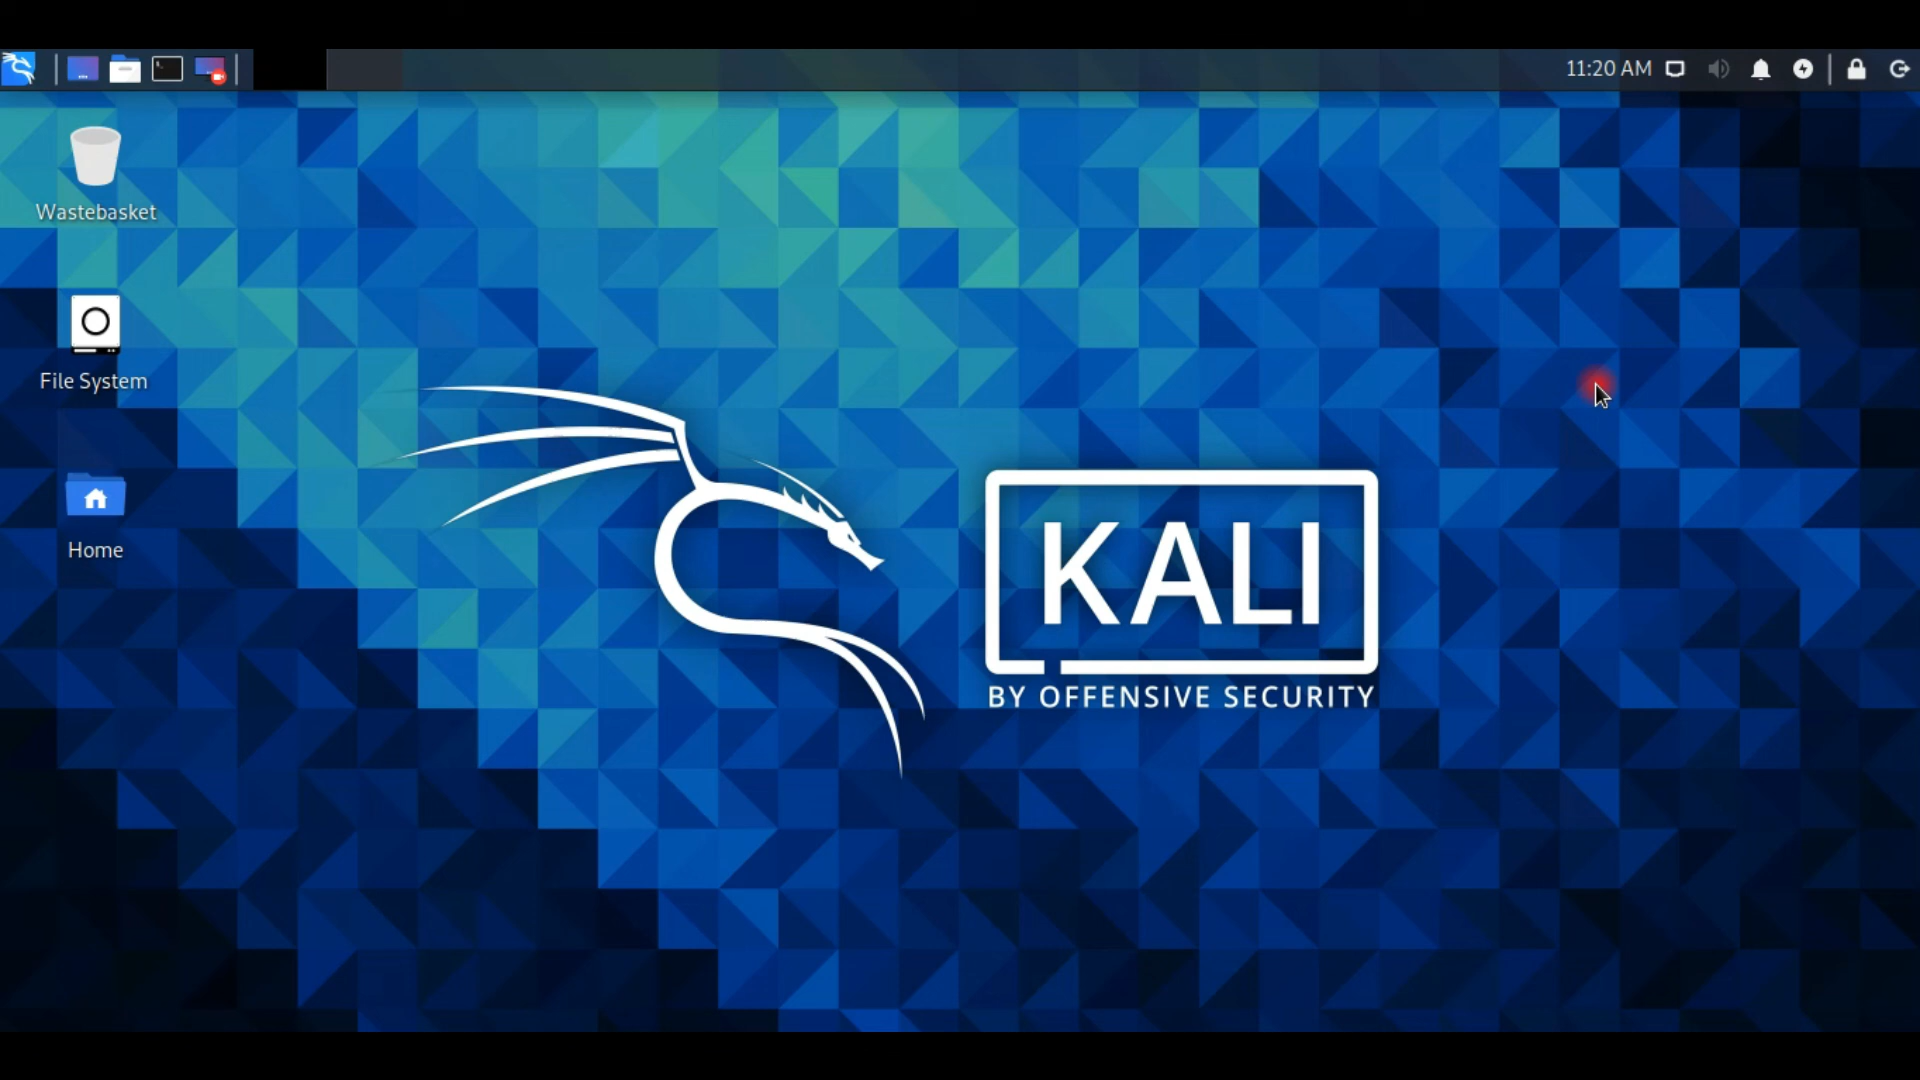 11:20 AM
Wastebasket
File System
Home
KALI
BY OFFENSIVE SECURITY